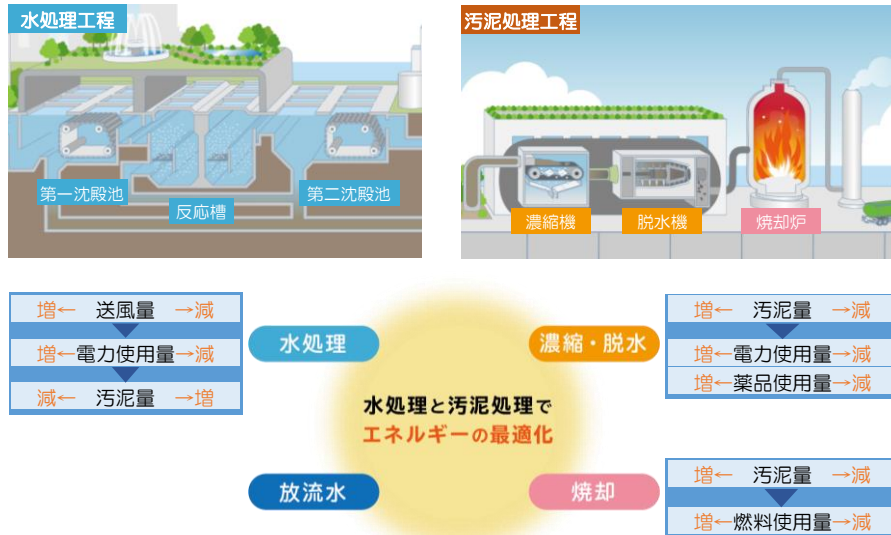 水処理工程
第一沈殿池
反応槽
第二沈殿池
汚泥処理工程
濃縮機
脱水機
焼却炉
増← 送風量 →減
増←電力使用量→減
減← 汚泥量 →増
水処理
濃縮・脱水
水処理と汚泥処理で
エネルギーの最適化
放流水
焼却
増← 汚泥量 →減
増←電力使用量→減
増←薬品使用量→減
増← 汚泥量 →減
増←燃料使用量→減